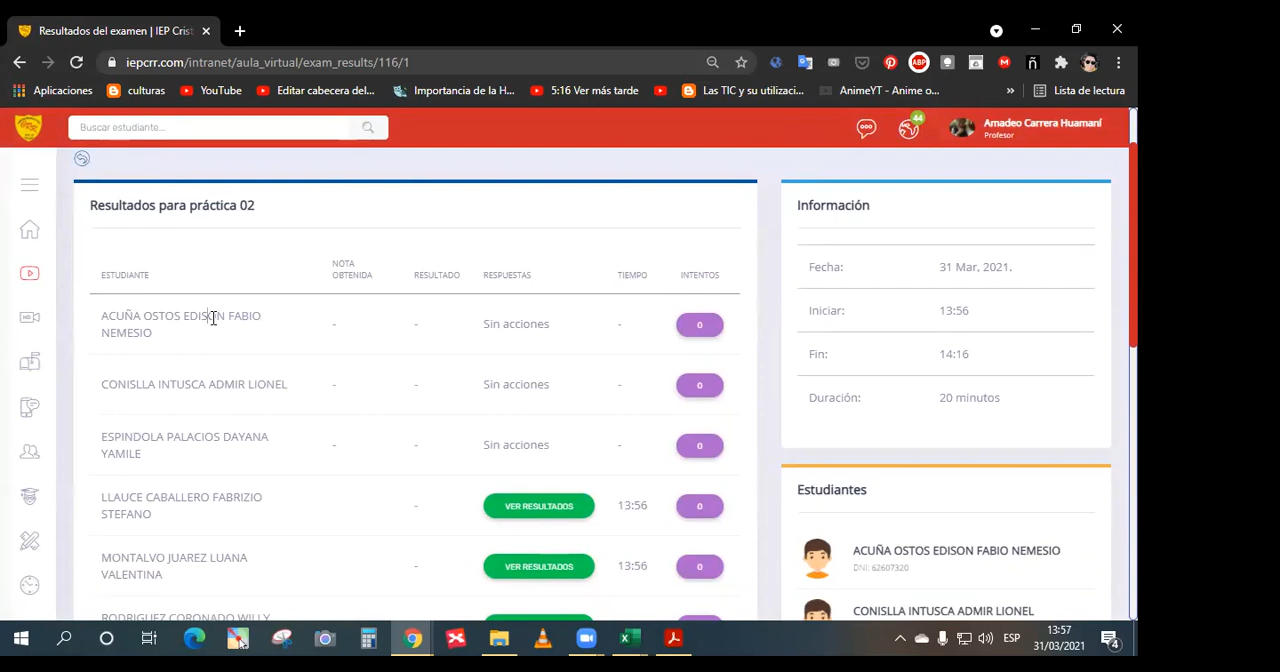 Resultados del examen | IEP Crist
iepcrr.com/intranet/aula_virtual/exam_results/116/1
ABP
M
ñ
Aplicaciones
culturas
YouTube
Editar cabecera del...
Importancia de la H...
5:16 Ver más tarde
Las TIC y su utilizaci...
AnimeYT - Anime o...
»
Lista de lectura
Buscar estudiante...
44
Amadeo Carrera Huamaní
Profesor
Resultados para práctica 02
ESTUDIANTE
NOTA
OBTENIDA
RESULTADO
RESPUESTAS
TIEMPO
INTENTOS
ACUÑA OSTOS EDISON FABIO
NEMESIO
-
-
Sin acciones
-
0
CONISLLA INTUSCA ADMIR LIONEL
-
-
Sin acciones
-
0
ESPINDOLA PALACIOS DAYANA
YAMILE
-
-
Sin acciones
-
0
LLAUCE CABALLERO FABRIZIO
STEFANO
-
VER RESULTADOS
13:56
0
MONTALVO JUAREZ LUANA
VALENTINA
-
VER RESULTADOS
13:56
0
RODRIGUEZ CORONADO WILLY
Información
Fecha: 31 Mar, 2021.
Iniciar: 13:56
Fin: 14:16
Duración: 20 minutos
Estudiantes
ACUÑA OSTOS EDISON FABIO NEMESIO
DNI: 62607320
CONISLLA INTUSCA ADMIR LIONEL
ESP
13:57
31/03/2021
4